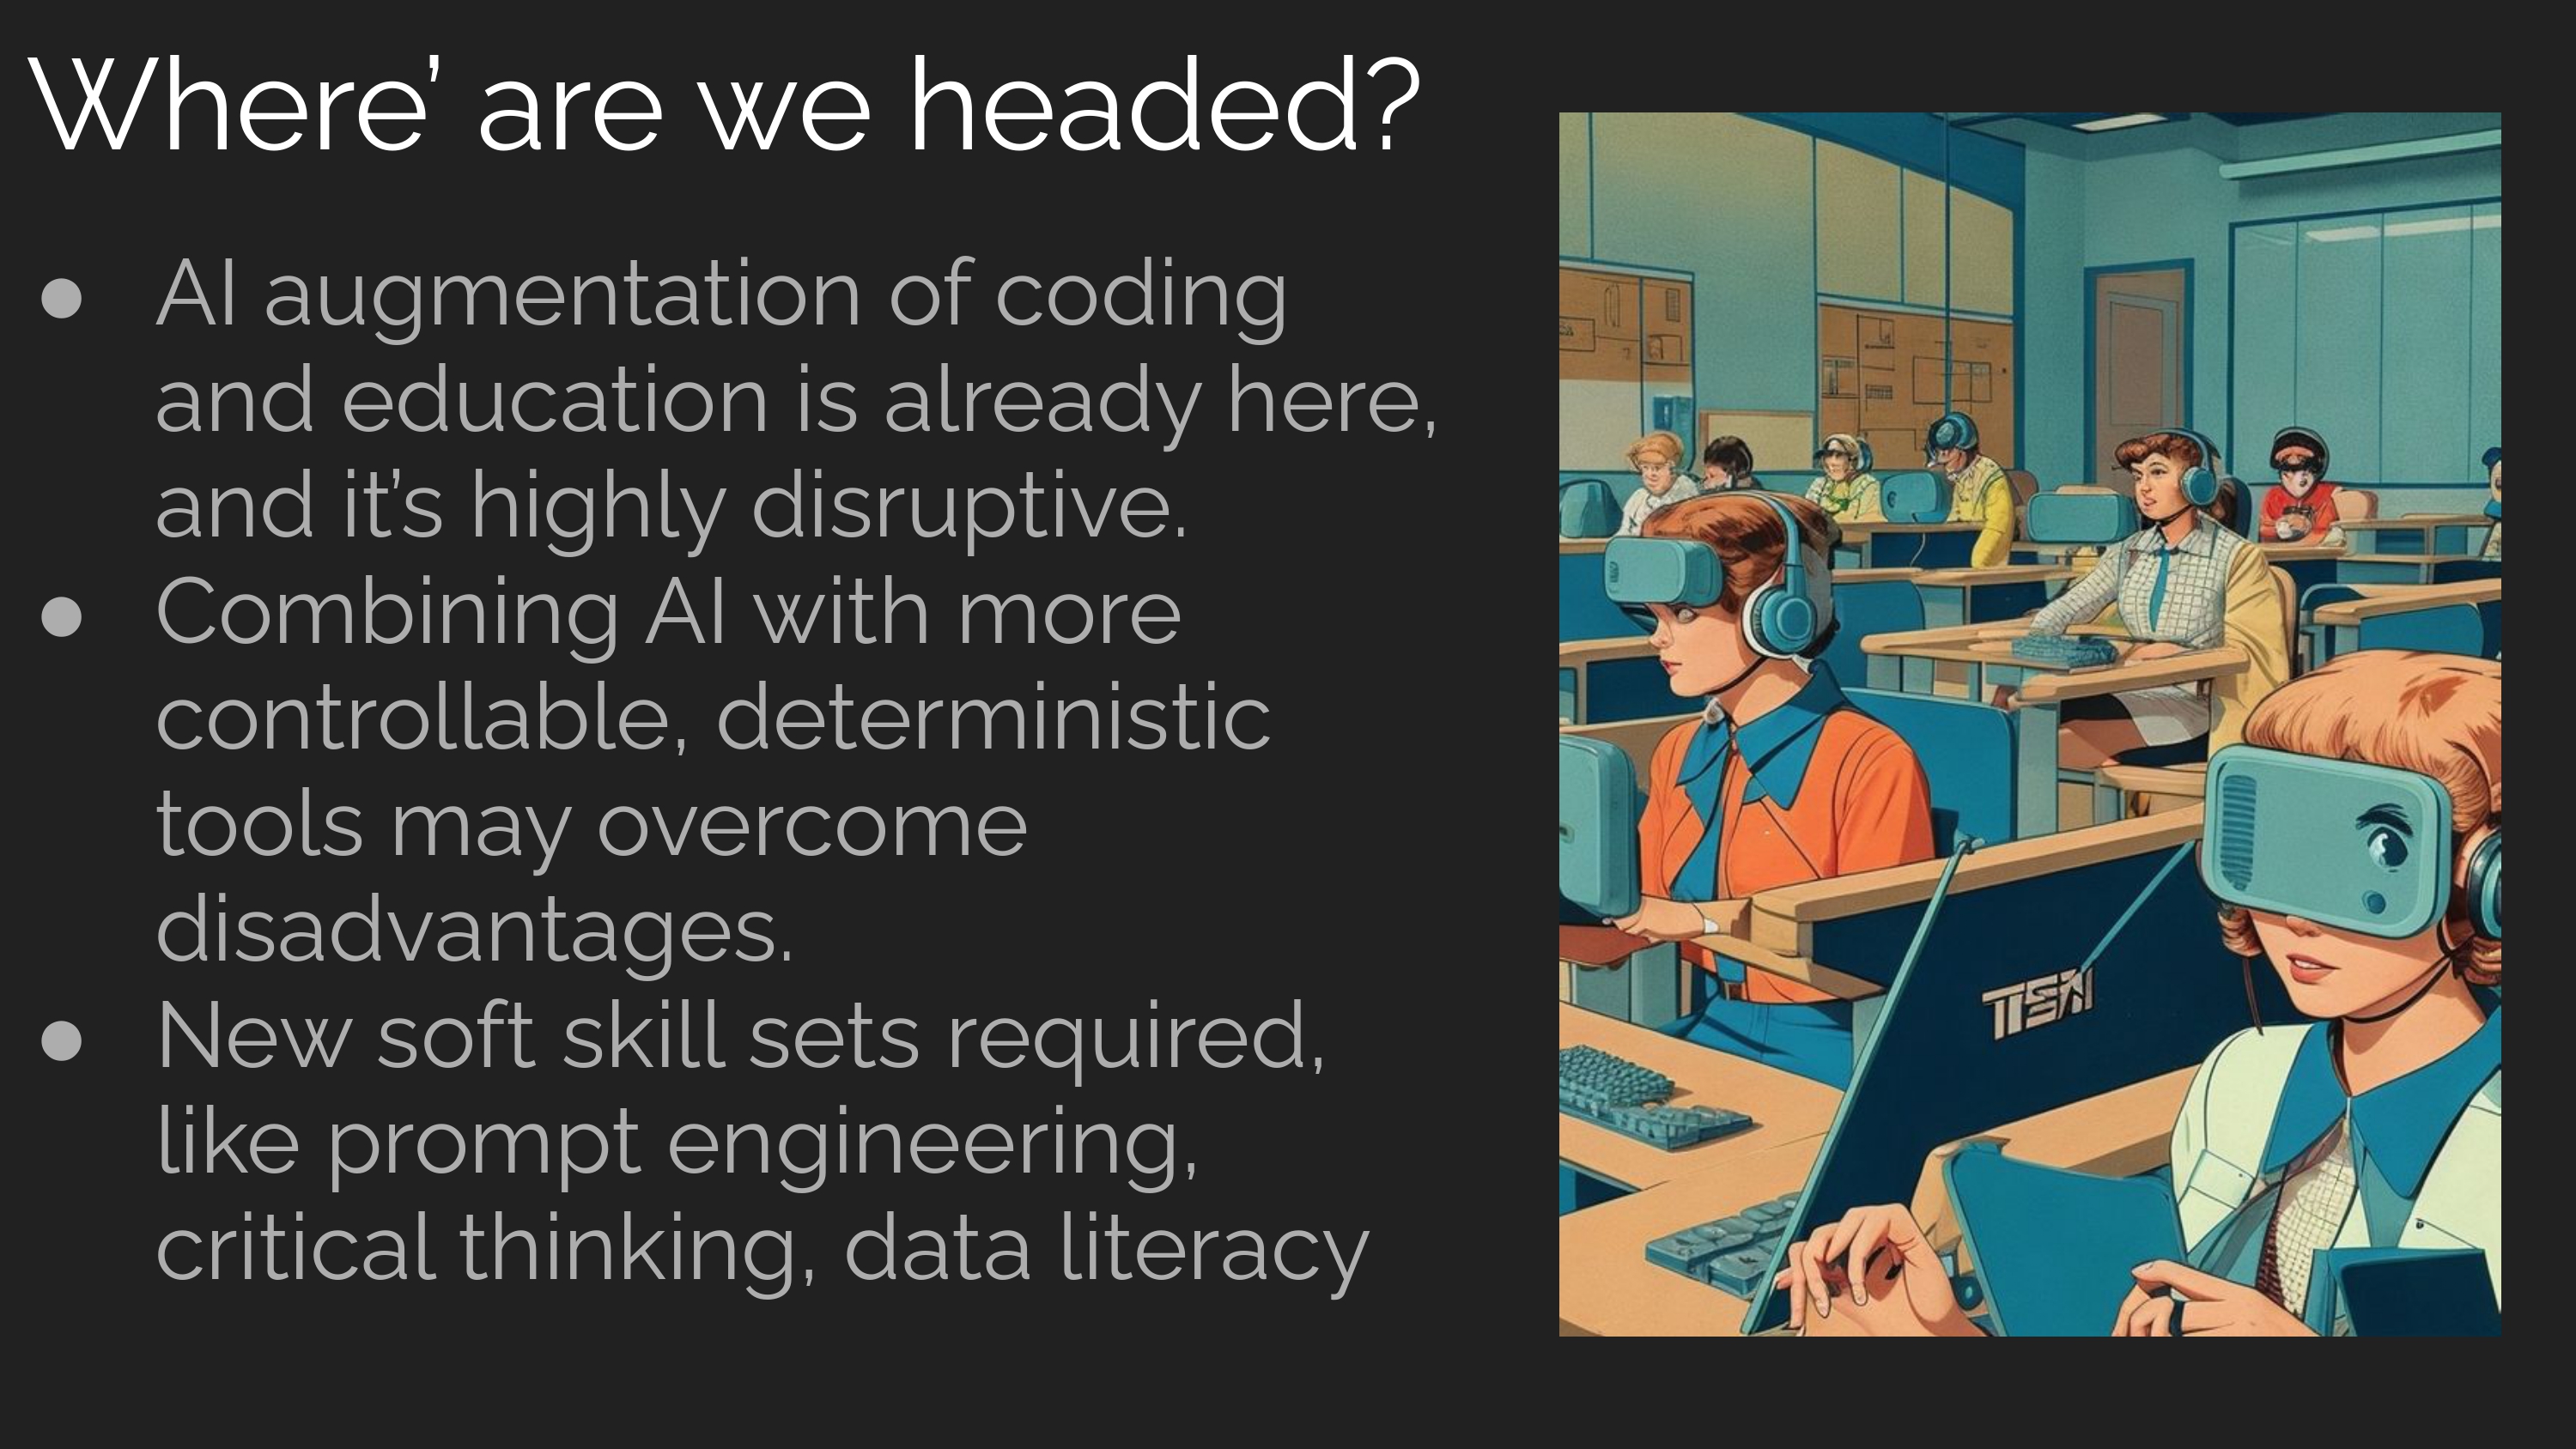 Where’ are we headed?
● AI augmentation of coding
and education is already here,
and it’s highly disruptive.
● Combining AI with more
controllable, deterministic
tools may overcome
disadvantages.
● New soft skill sets required,
like prompt engineering,
critical thinking, data literacy